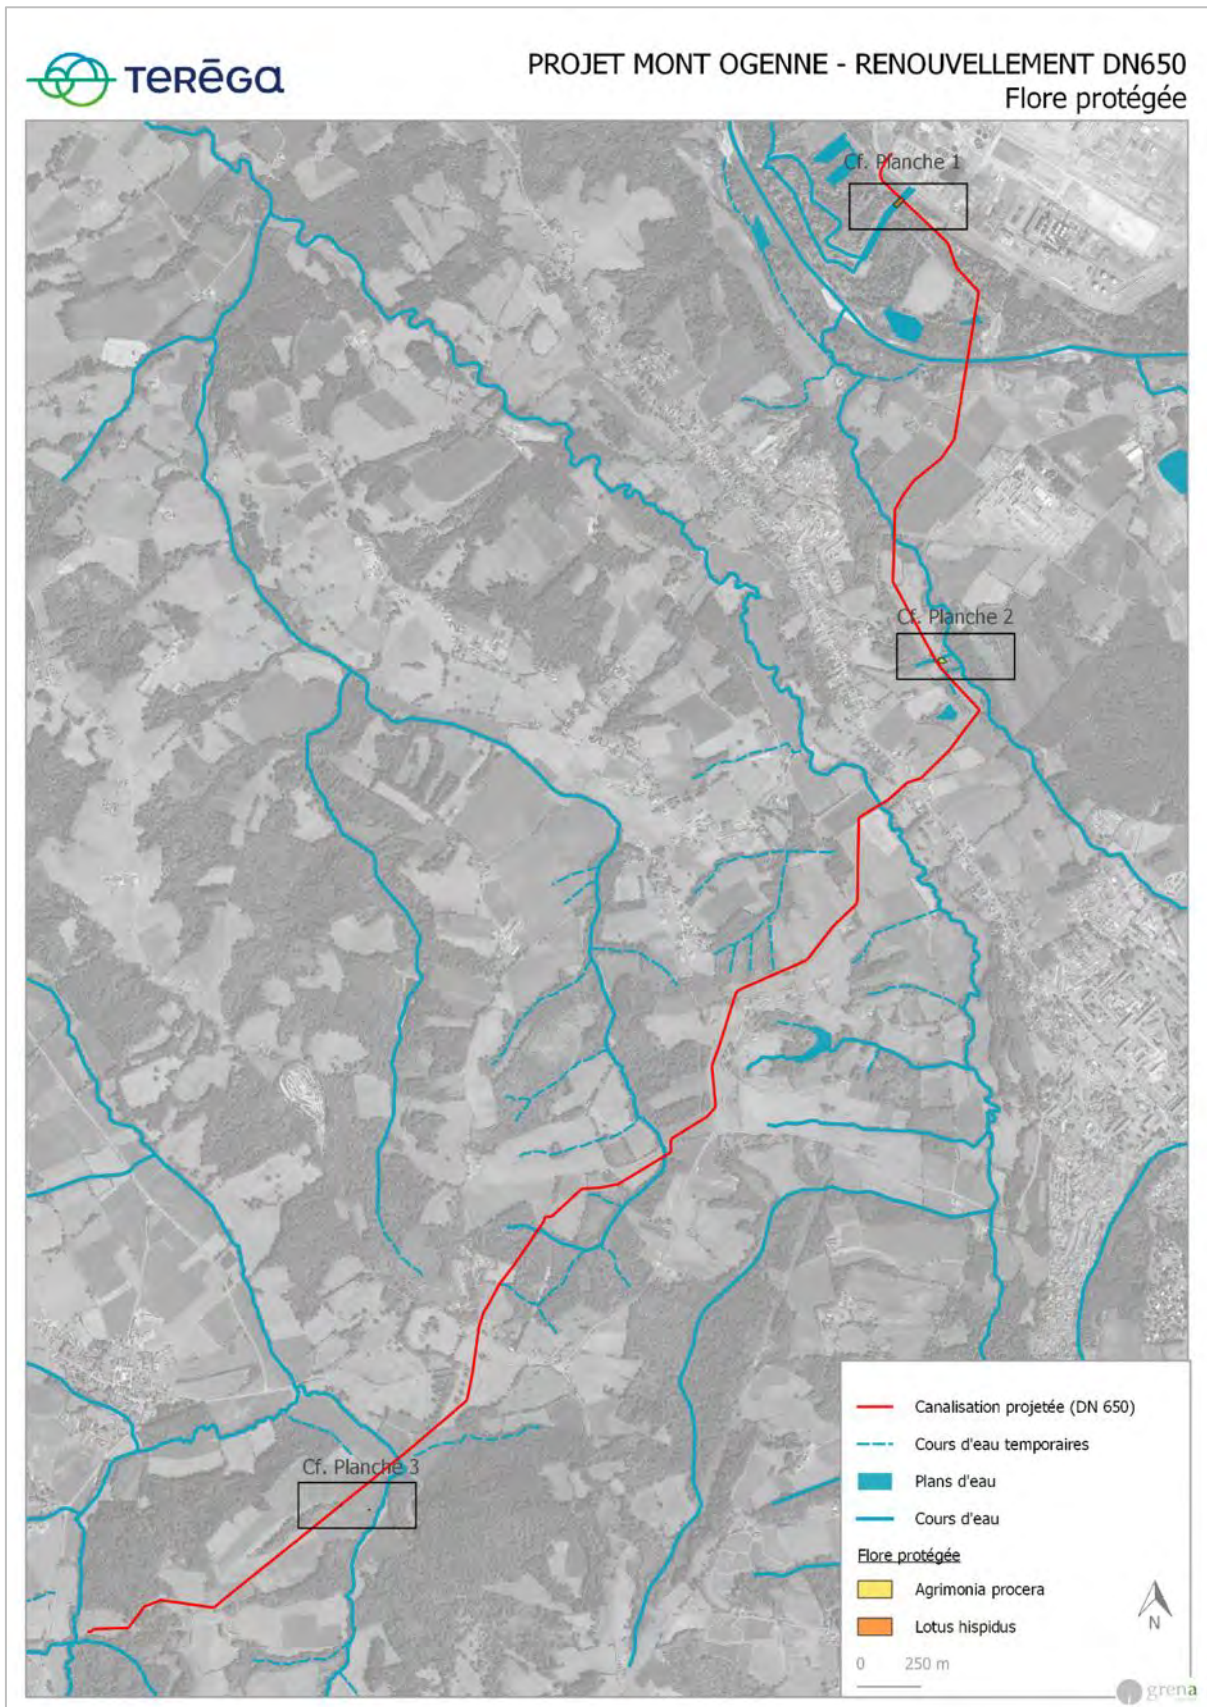 TERĒGA
PROJET MONT OGENNE - RENOUVELLEMENT DN650
Flore protégée
Cf. Planche 1
Cf. Planche 2
Cf. Planche 3
Canalisation projetée (DN 650)
Cours d'eau temporaires
Plans d'eau
Cours d'eau
Flore protégée
Agrimonia procera
Lotus hispidus
N
0 250 m
grena